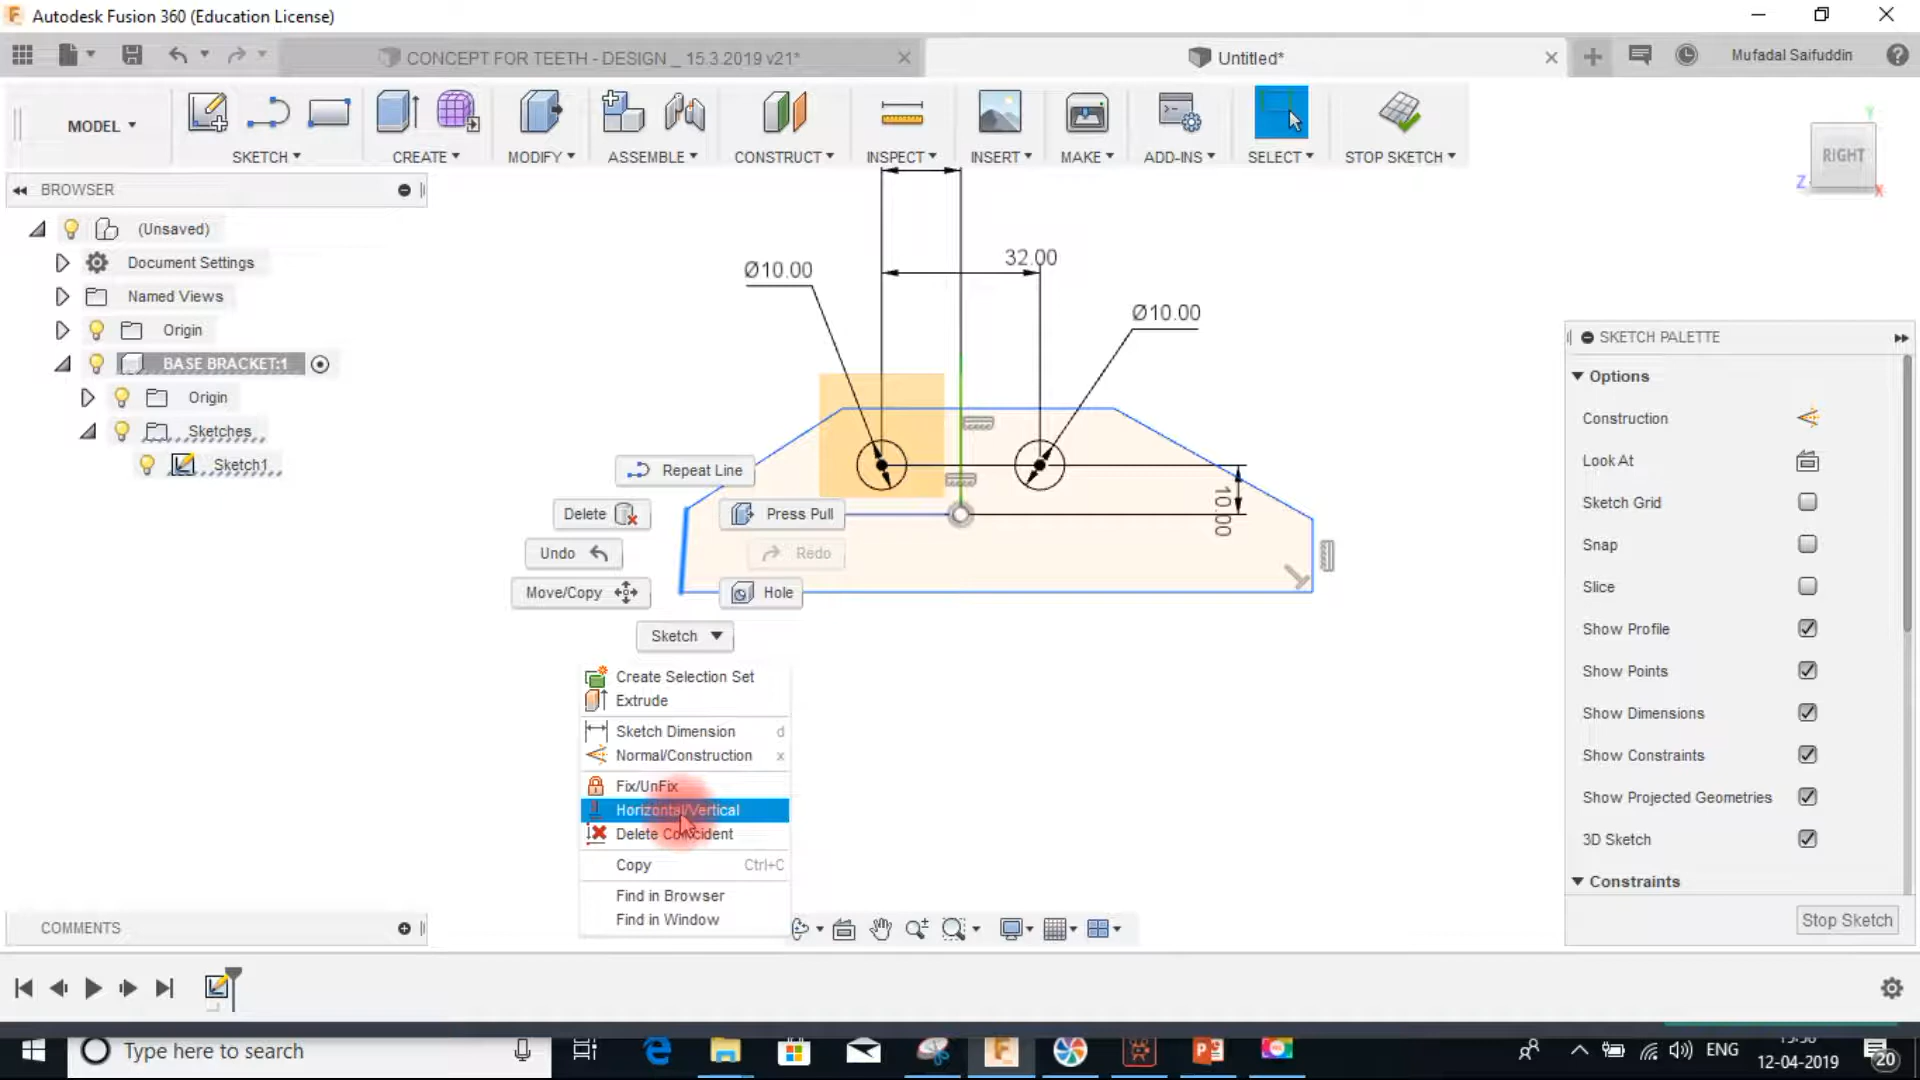 Autodesk Fusion 360 (Education License)
CONCEPT FOR TEETH - DESIGN _ 15.3.2019 v21*
Untitled*
Mufadal Saifuddin
MODEL
SKETCH
CREATE
MODIFY
ASSEMBLE
CONSTRUCT
INSPECT
INSERT
MAKE
ADD-INS
SELECT
STOP SKETCH
Y
RIGHT
Z
X
BROWSER
(Unsaved)
Document Settings
Named Views
Origin
BASE BRACKET:1
Origin
Sketches
Sketch1
32.00
Ø10.00
Ø10.00
10.00
Repeat Line
Delete
Press Pull
Undo
Redo
Move/Copy
Hole
Sketch
Create Selection Set
Extrude
Sketch Dimension d
Normal/Construction x
Fix/UnFix
Horizontal/Vertical
Delete Coincident
Copy Ctrl+C
Find in Browser
Find in Window
SKETCH PALETTE
Options
Construction
Look At
Sketch Grid
Snap
Slice
Show Profile
Show Points
Show Dimensions
Show Constraints
Show Projected Geometries
3D Sketch
Constraints
Stop Sketch
COMMENTS
Type here to search
ENG
12-04-2019
20